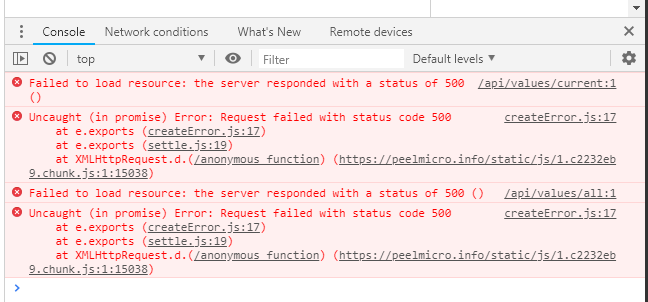 Console Network conditions What's New Remote devices
top Filter Default levels
Failed to load resource: the server responded with a status of 500 /api/values/current:1
()
Uncaught (in promise) Error: Request failed with status code 500 createError.js:17
at e.exports (createError.js:17)
at e.exports (settle.js:19)
at XMLHttpRequest.d.(/anonymous function) (https://peelmicro.info/static/js/1.c2232eb
9.chunk.js:1:15038)
Failed to load resource: the server responded with a status of 500 () /api/values/all:1
Uncaught (in promise) Error: Request failed with status code 500 createError.js:17
at e.exports (createError.js:17)
at e.exports (settle.js:19)
at XMLHttpRequest.d.(/anonymous function) (https://peelmicro.info/static/js/1.c2232eb
9.chunk.js:1:15038)